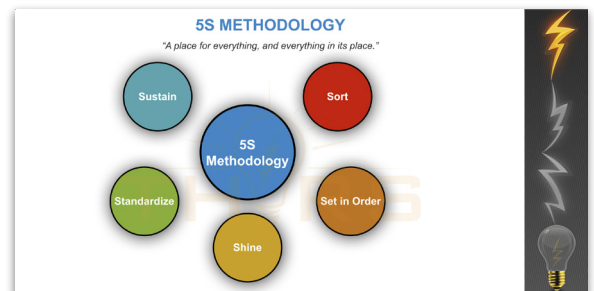 5S METHODOLOGY
“A place for everything, and everything in its place.”
Sustain
Sort
5S
Methodology
Standardize
Set in Order
Shine